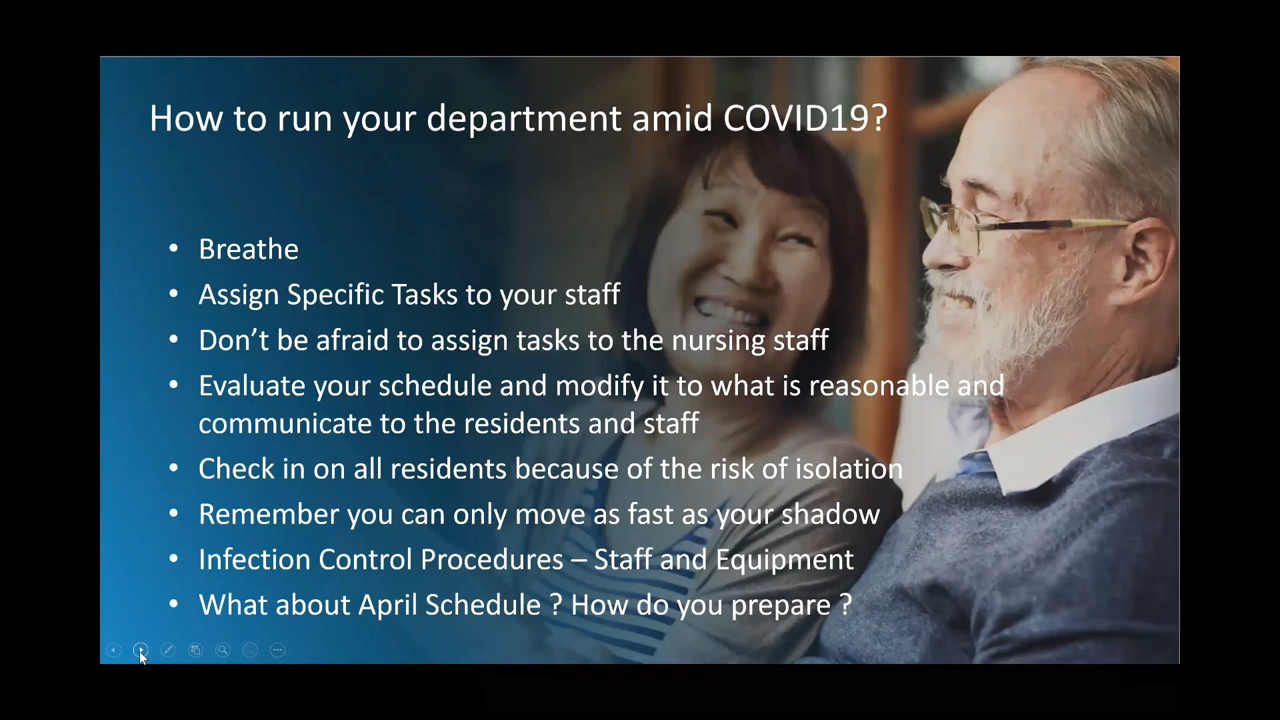 How to run your department amid COVID19?
• Breathe
• Assign Specific Tasks to your staff
• Don’t be afraid to assign tasks to the nursing staff
• Evaluate your schedule and modify it to what is reasonable and
communicate to the residents and staff
• Check in on all residents because of the risk of isolation
• Remember you can only move as fast as your shadow
• Infection Control Procedures – Staff and Equipment
• What about April Schedule ? How do you prepare ?